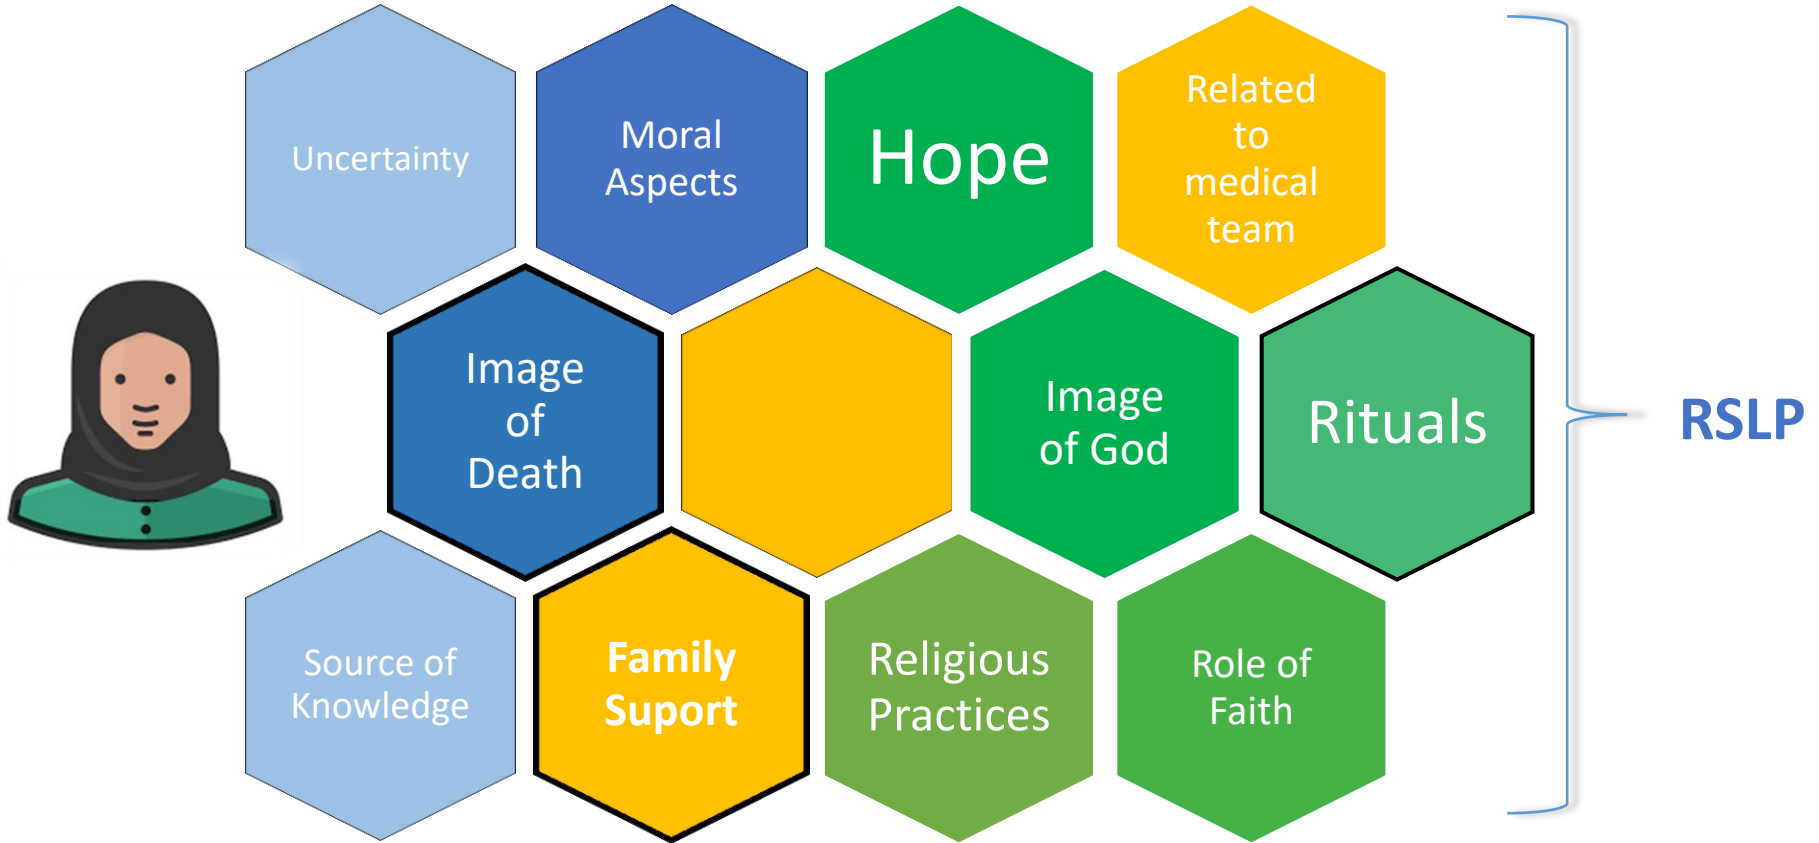 Uncertainty
Moral
Aspects
Hope
Related
to
medical
team
Image
of
Death
Image
of God
Rituals
RSLP
Source of
Knowledge
Family
Suport
Religious
Practices
Role of
Faith